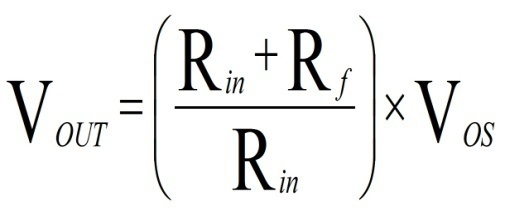 V_OUT = ( (R_in + R_f) / R_in ) × V_OS